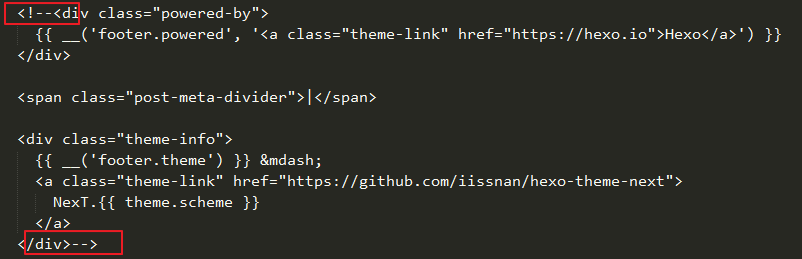 <!--<div class="powered-by">
{{ __('footer.powered', '<a class="theme-link" href="https://hexo.io">Hexo</a>') }}
</div>
<span class="post-meta-divider">|</span>
<div class="theme-info">
{{ __('footer.theme') }} &mdash;
<a class="theme-link" href="https://github.com/iissnan/hexo-theme-next">
NexT.{{ theme.scheme }}
</a>
</div>-->